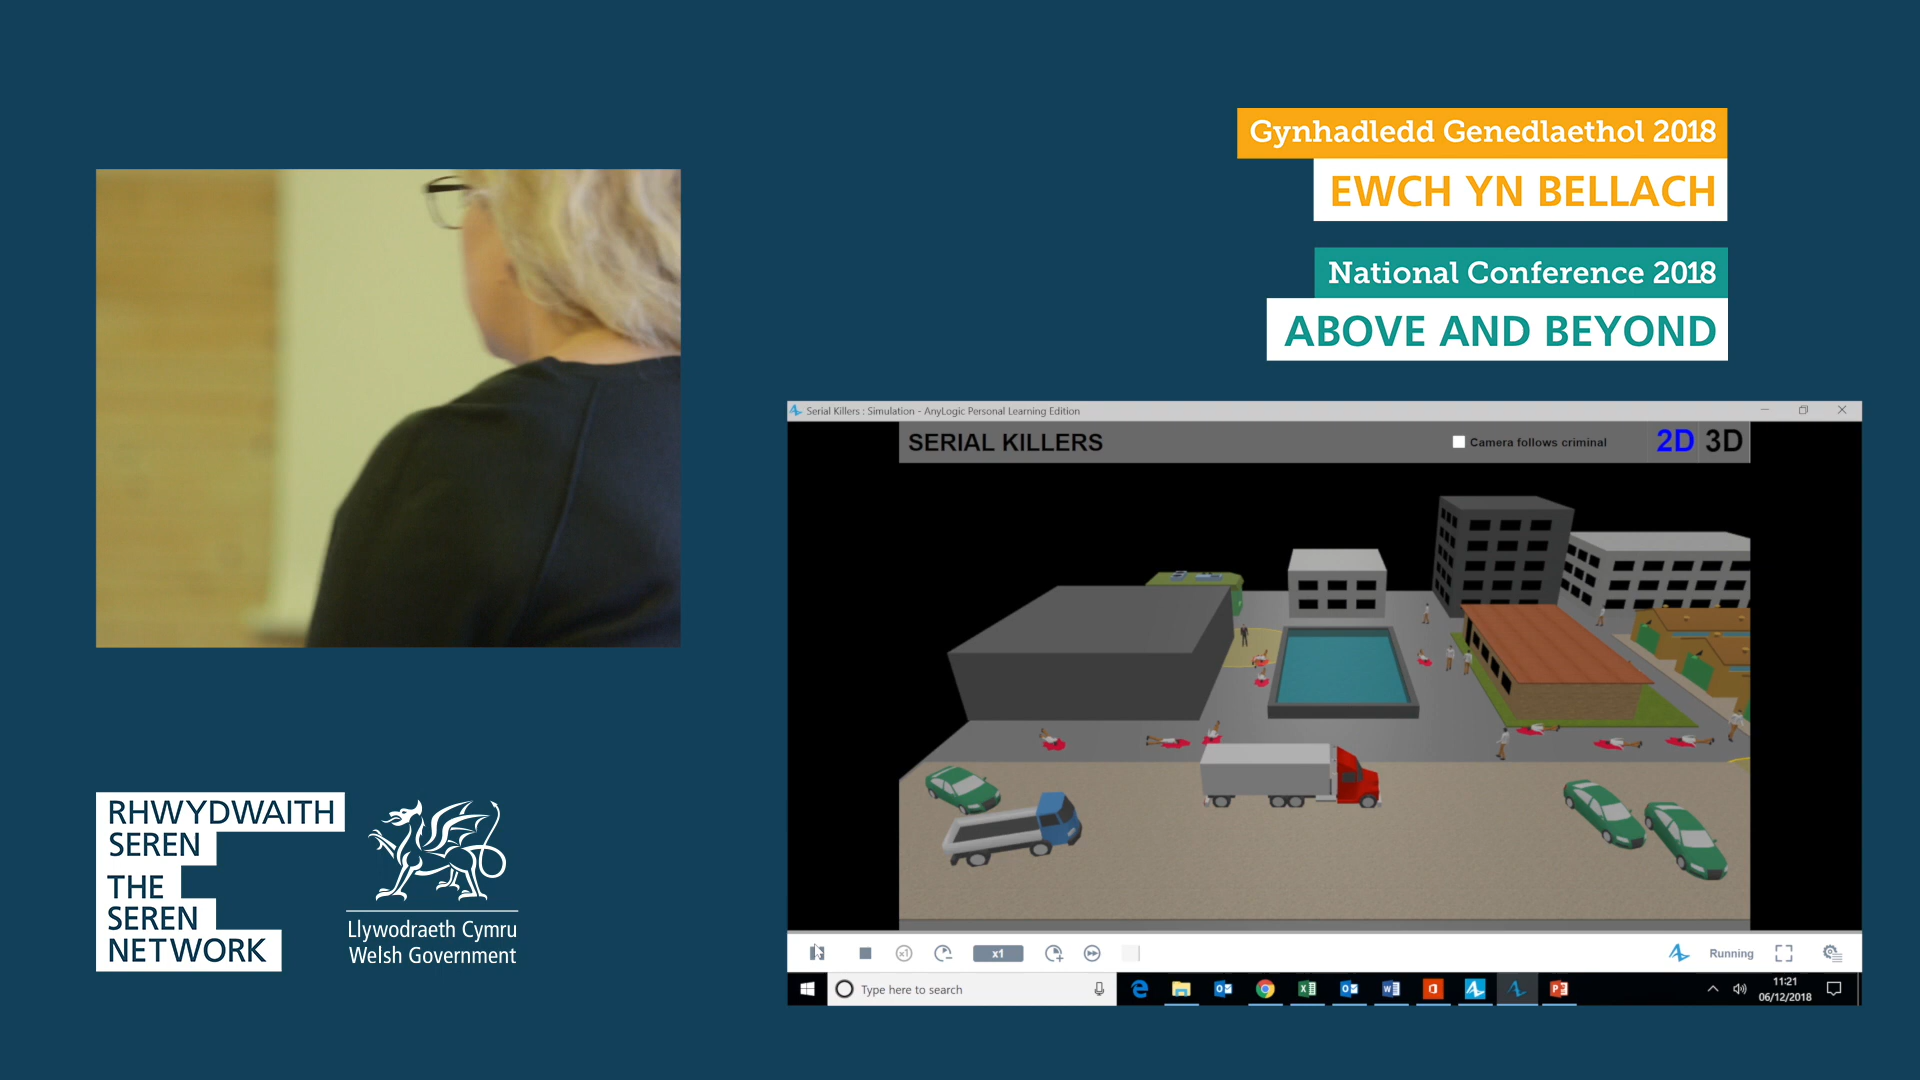 Gynhadledd Genedlaethol 2018
EWCH YN BELLACH
National Conference 2018
ABOVE AND BEYOND
Serial Killers : Simulation - AnyLogic Personal Learning Edition
SERIAL KILLERS
Camera follows criminal
2D 3D
RHWYDWAITH
SEREN
THE
SEREN
NETWORK
Llywodraeth Cymru
Welsh Government
x1
x1
Running
Type here to search
11:21
06/12/2018